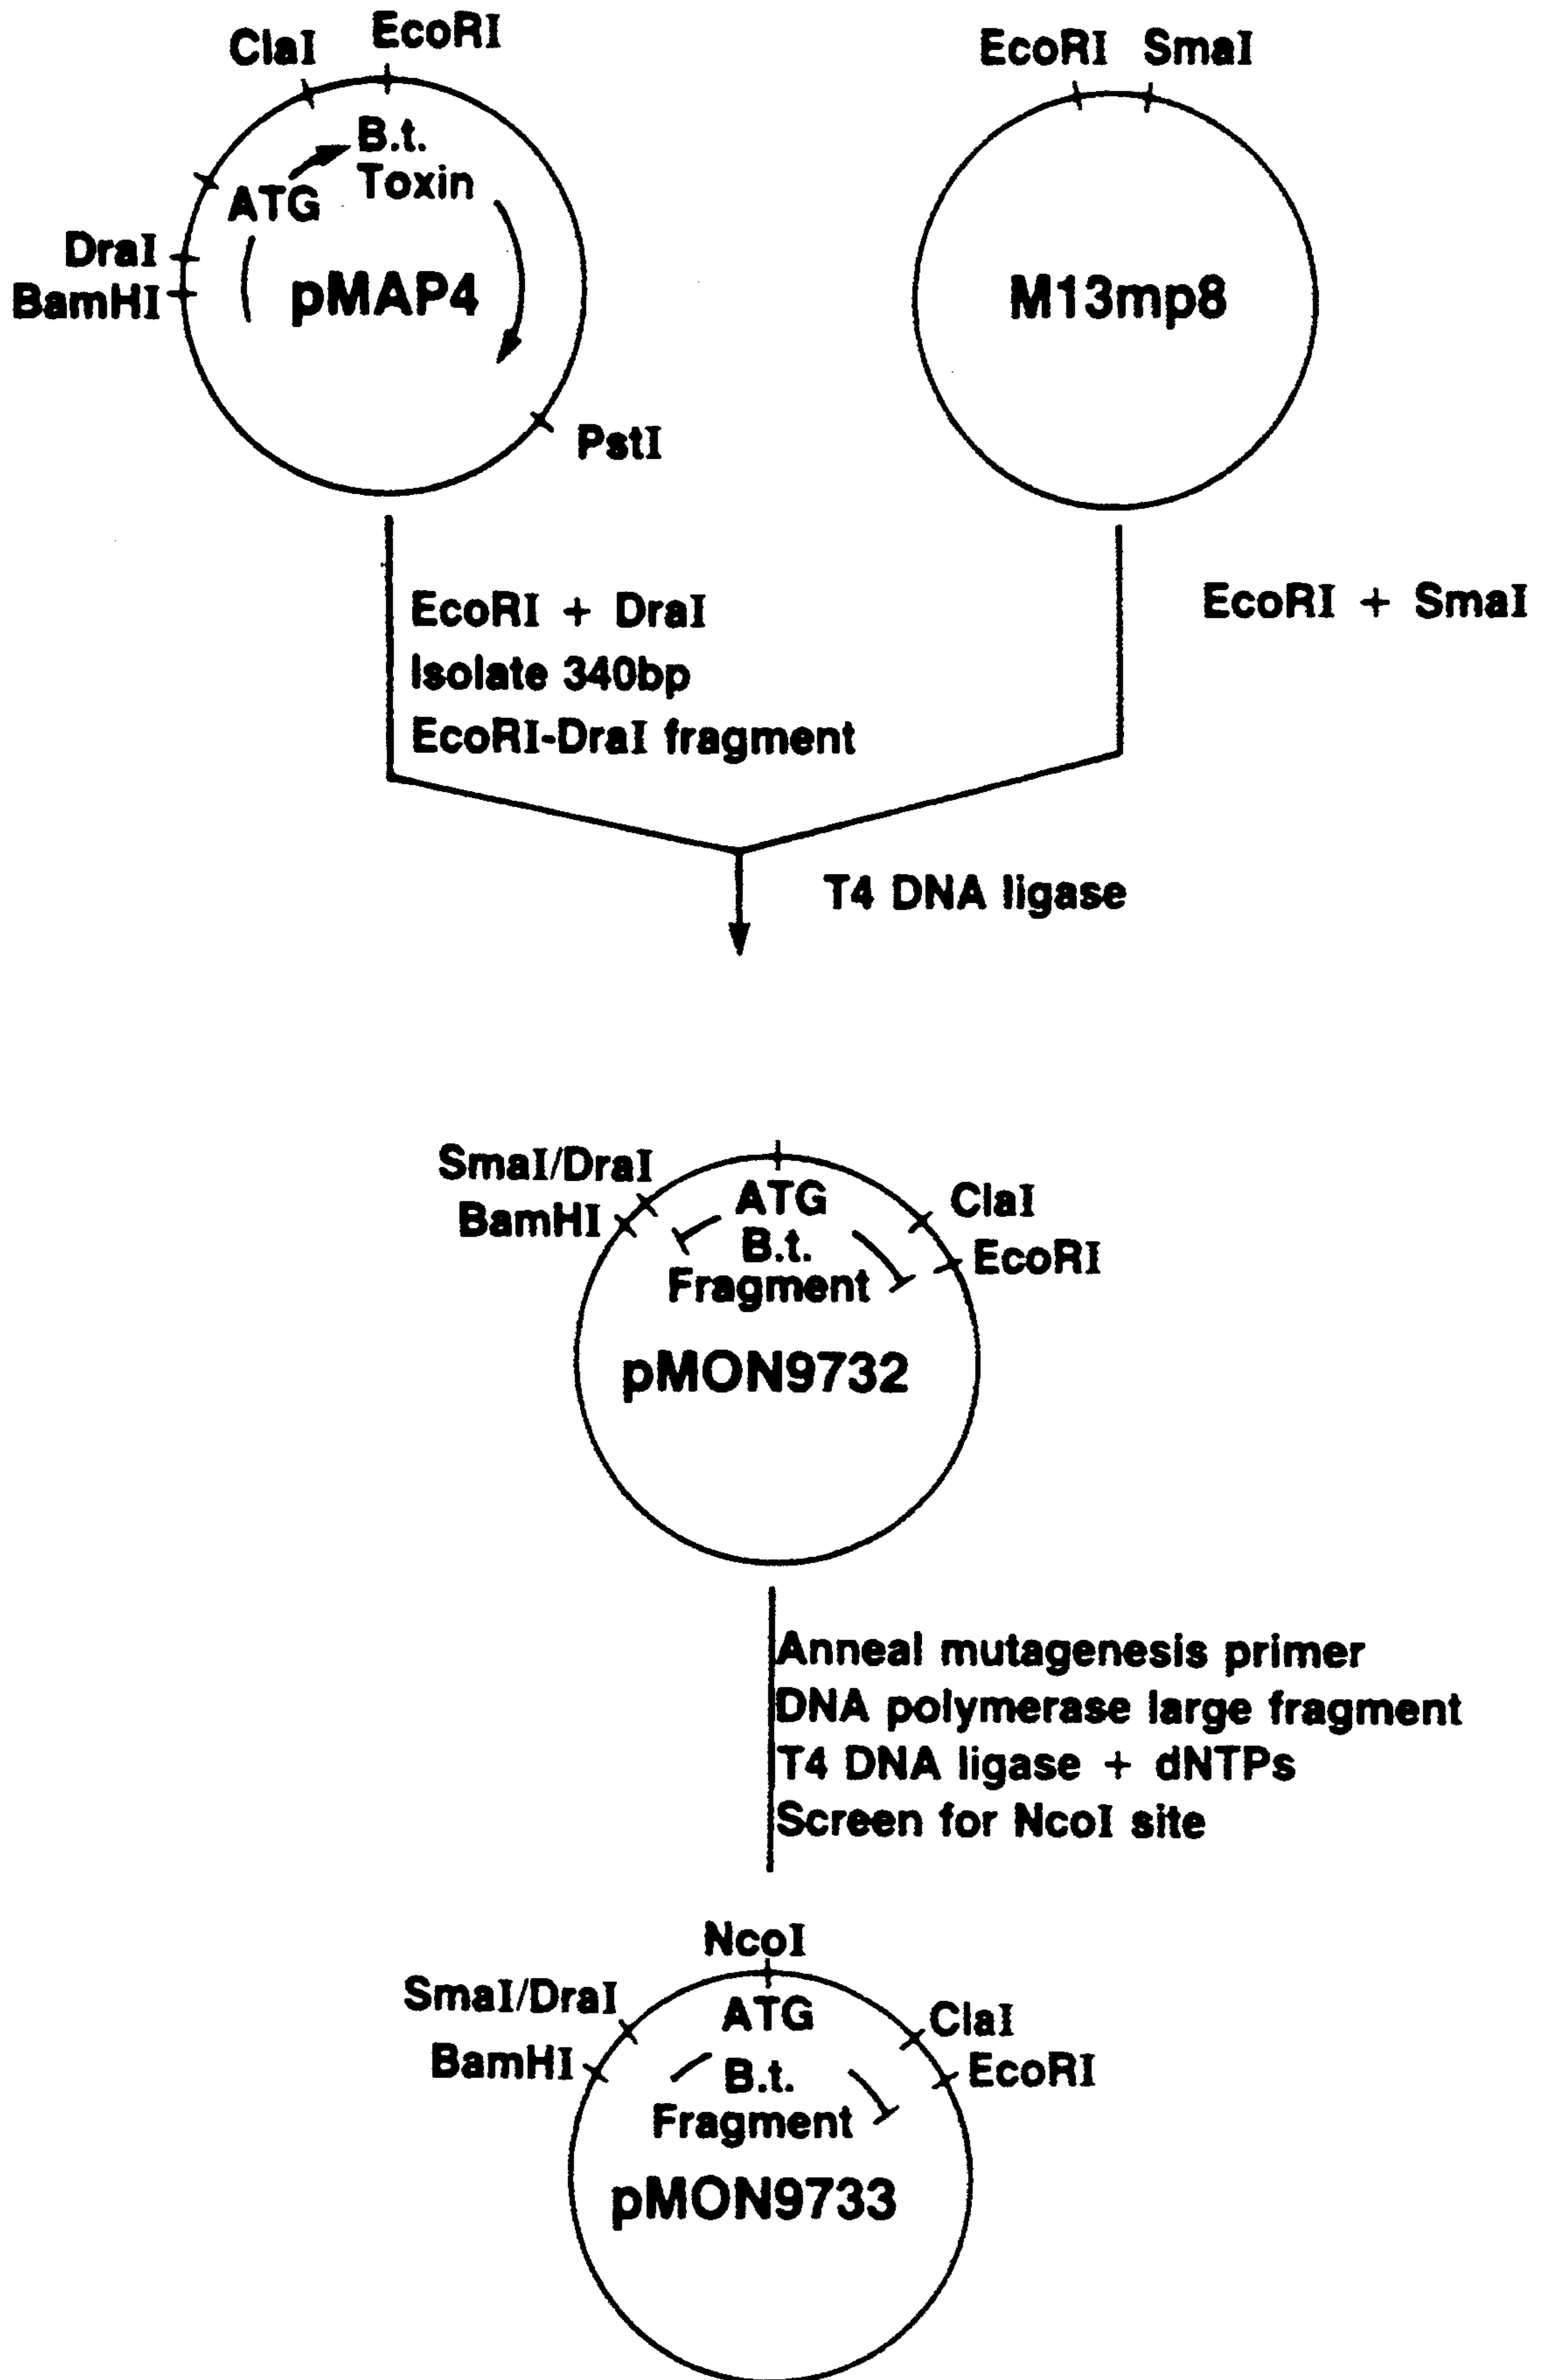 ClaI EcoRI
B.t.
Toxin
ATG
DraI
BamHI
pMAP4
PstI
EcoRI SmaI
M13mp8
EcoRI + DraI
Isolate 340bp
EcoRI-DraI fragment
EcoRI + SmaI
T4 DNA ligase
SmaI/DraI
BamHI
ATG
B.t.
Fragment
ClaI
EcoRI
pMON9732
Anneal mutagenesis primer
DNA polymerase large fragment
T4 DNA ligase + dNTPs
Screen for NcoI site
NcoI
SmaI/DraI
BamHI
ATG
B.t.
Fragment
ClaI
EcoRI
pMON9733